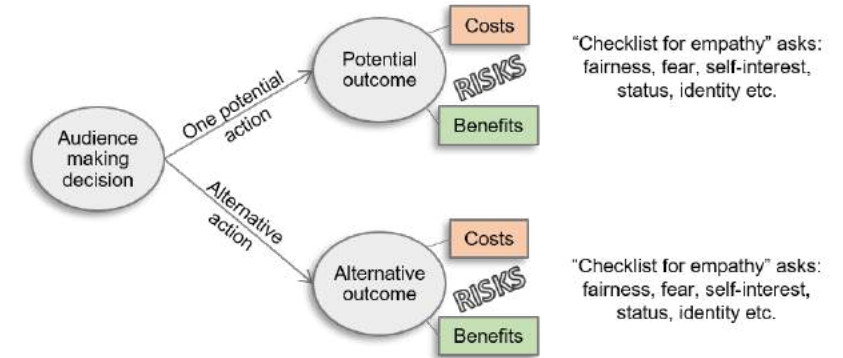 Audience
making
decision
One potential
action
Alternative
action
Potential
outcome
Costs
RISKS
Benefits
“Checklist for empathy” asks:
fairness, fear, self-interest,
status, identity etc.
Alternative
outcome
Costs
RISKS
Benefits
“Checklist for empathy” asks:
fairness, fear, self-interest,
status, identity etc.